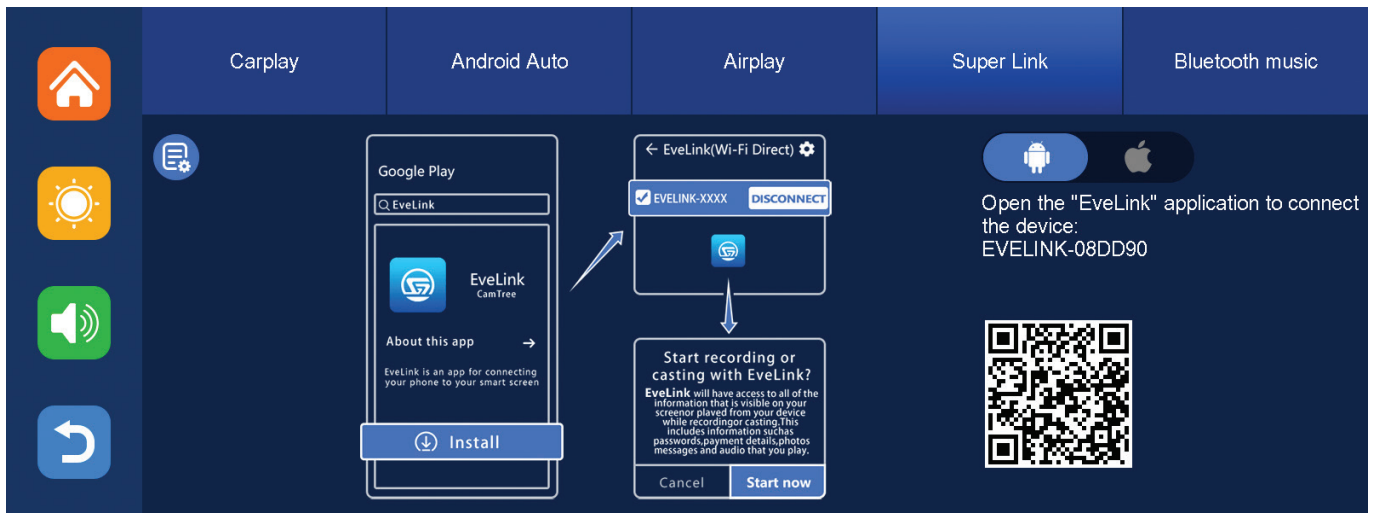 Carplay
Android Auto
Airplay
Super Link
Bluetooth music
Google Play
EveLink
EveLink
CamTree
About this app
EveLink is an app for connecting
your phone to your smart screen
Install
EveLink(Wi-Fi Direct)
EVELINK-XXXX
DISCONNECT
Start recording or
casting with EveLink?
EveLink will have access to all of the
information that is visible on your
screenor plaved from your device
while recordingor casting.This
includes information suchas
passwords,payment details,photos
messages and audio that you play.
Cancel
Start now
Open the "EveLink" application to connect
the device:
EVELINK-08DD90